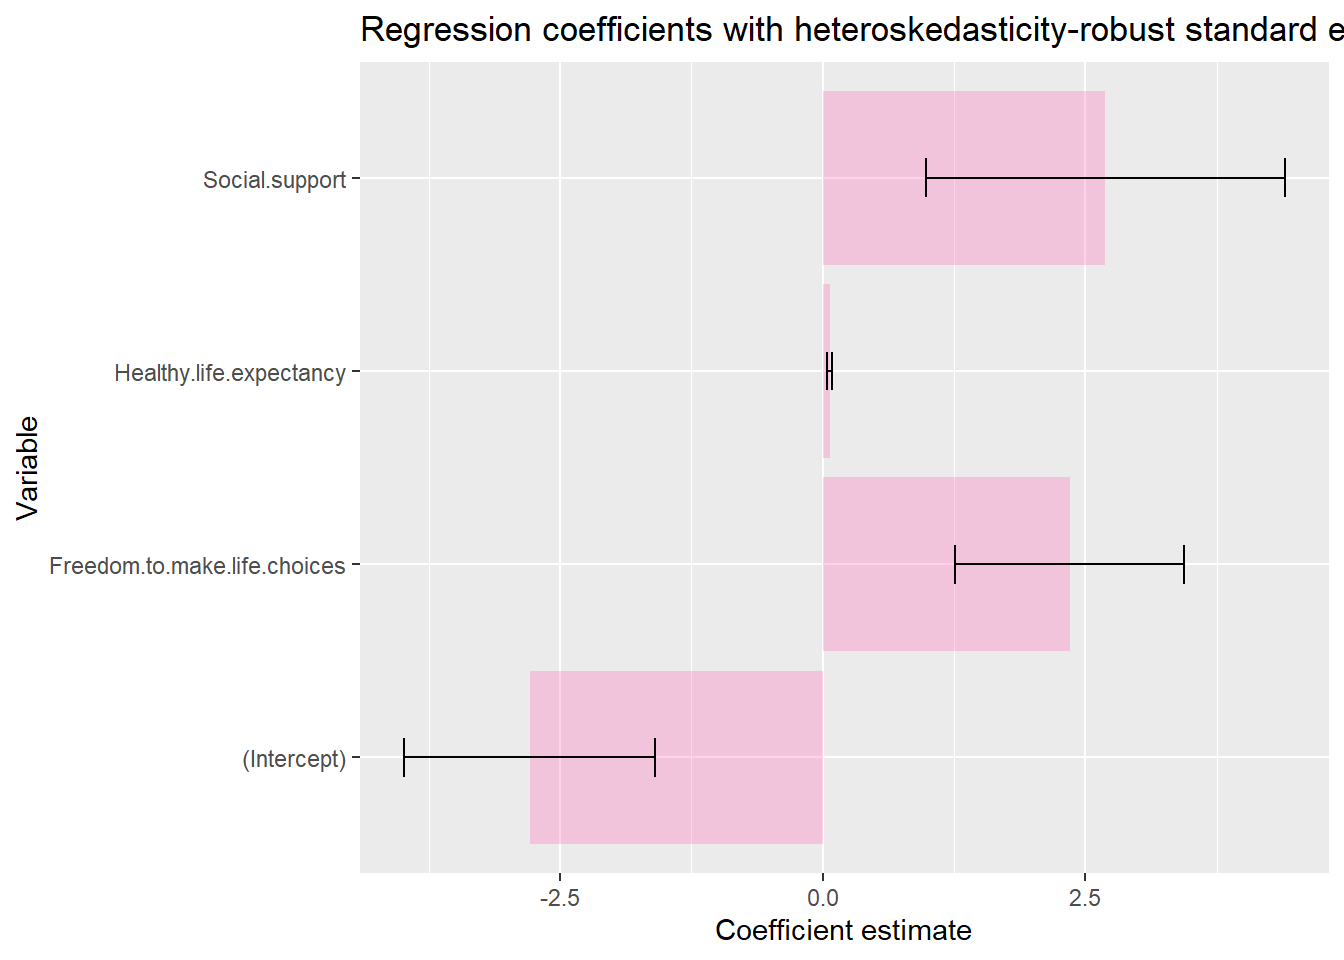 Regression coefficients with heteroskedasticity-robust standard e
Social.support
Healthy.life.expectancy
Freedom.to.make.life.choices
(Intercept)
Variable
-2.5 0.0 2.5
Coefficient estimate